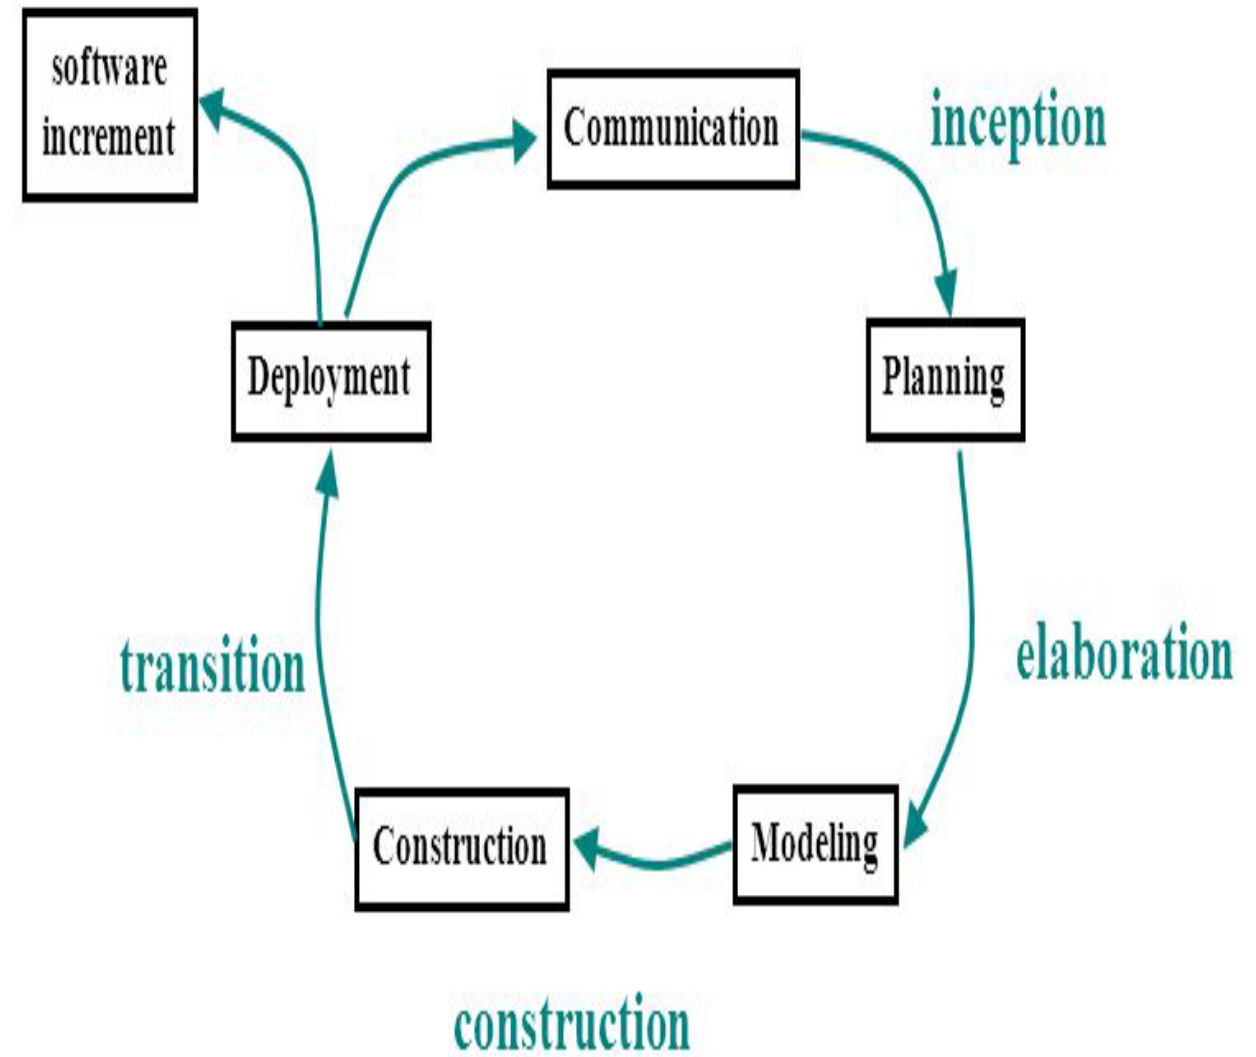 software
increment
Communication
inception
Deployment
Planning
transition
elaboration
Construction
Modeling
construction